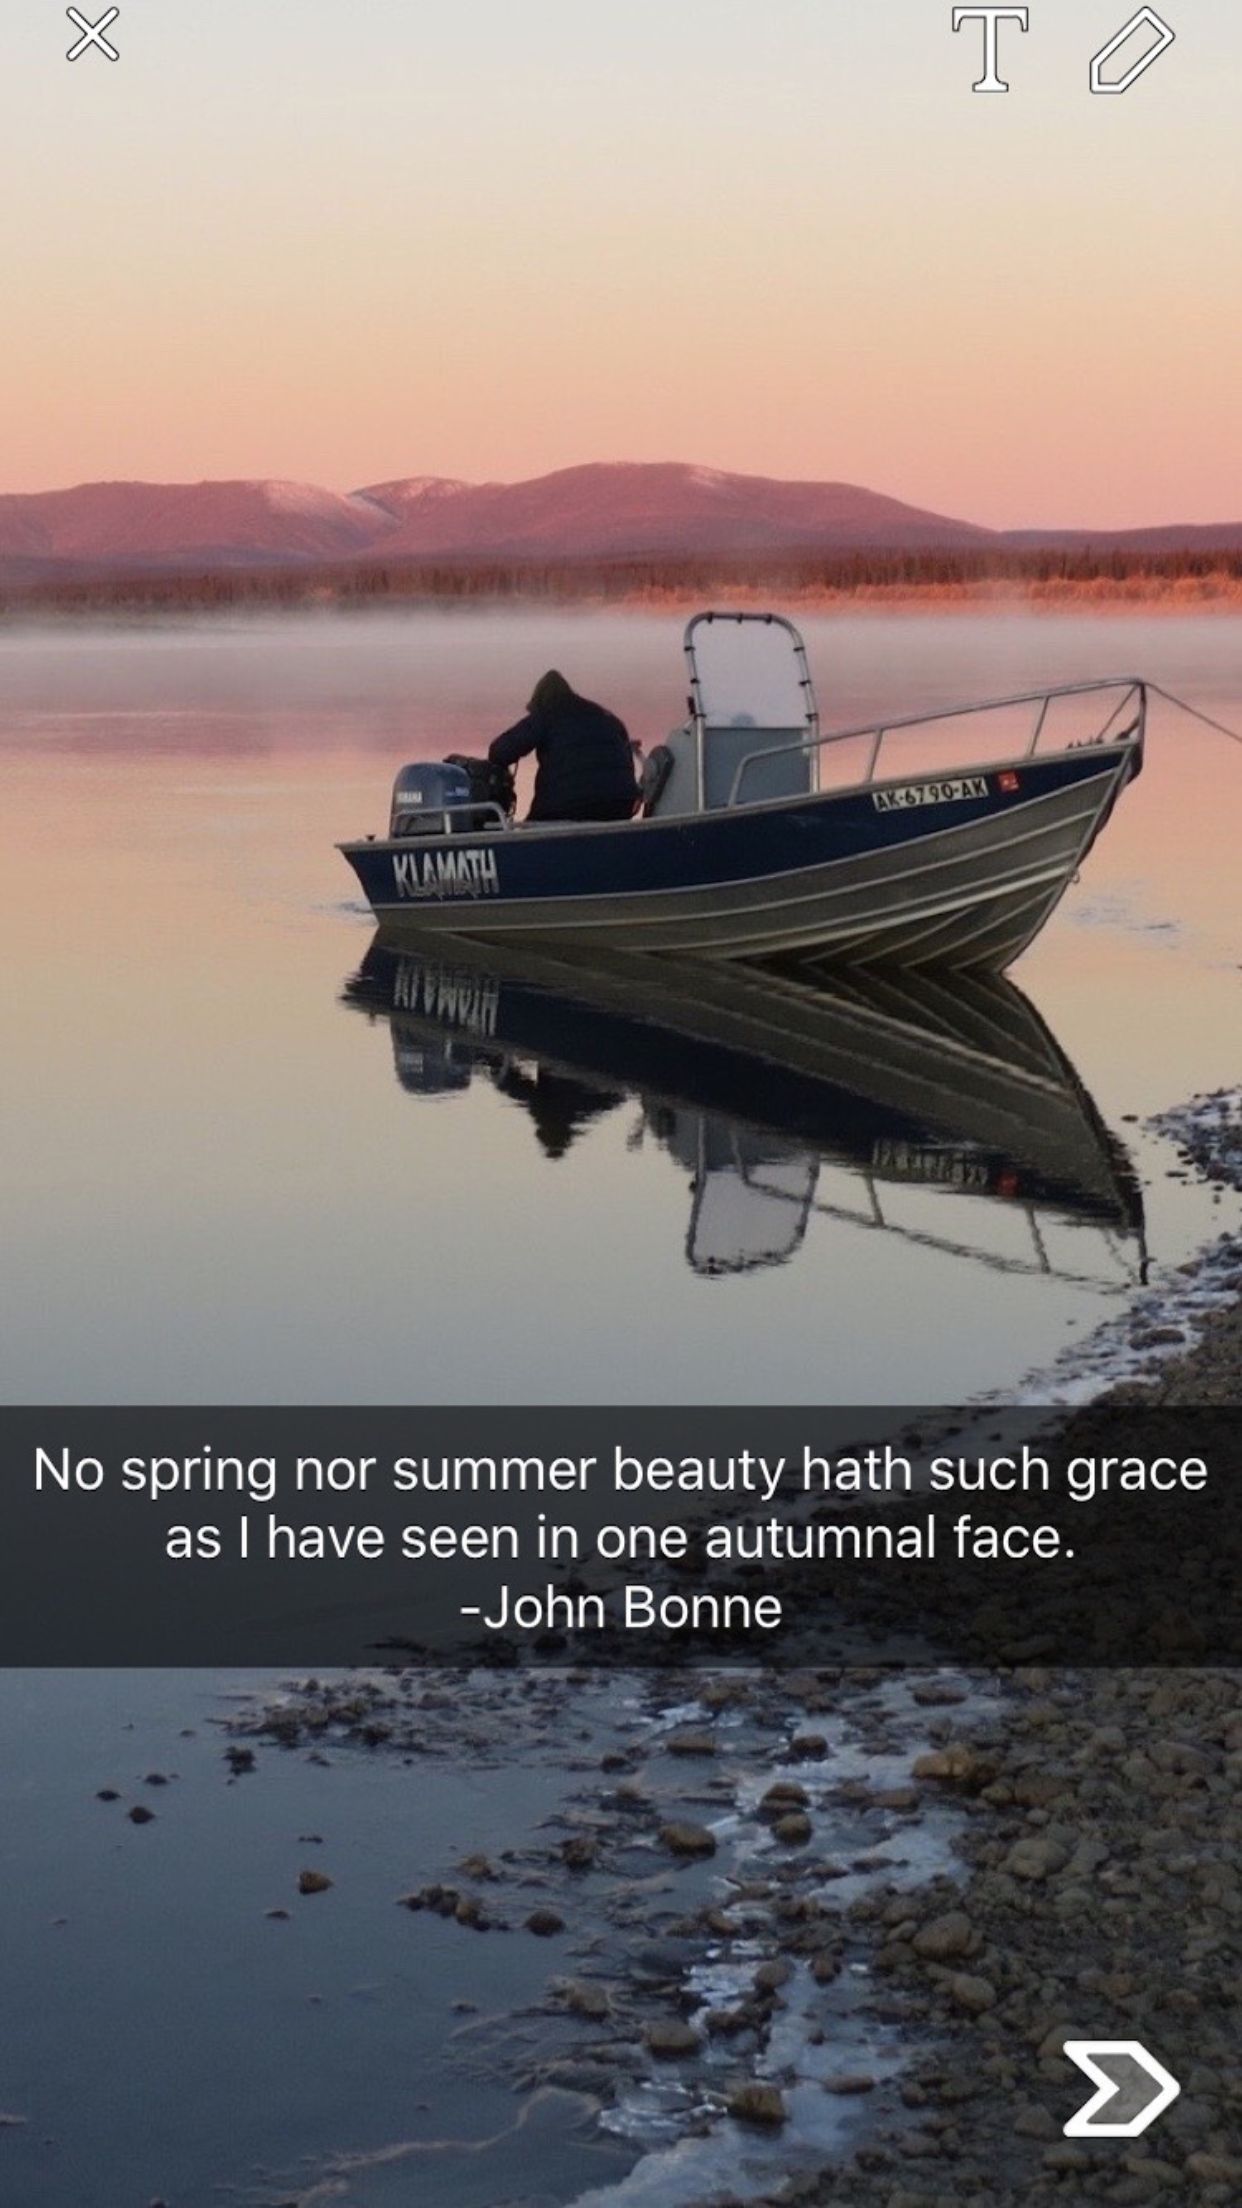 T
YAMAHA
AK-6790-AK
KLAMATH
No spring nor summer beauty hath such grace
as I have seen in one autumnal face.
-John Bonne